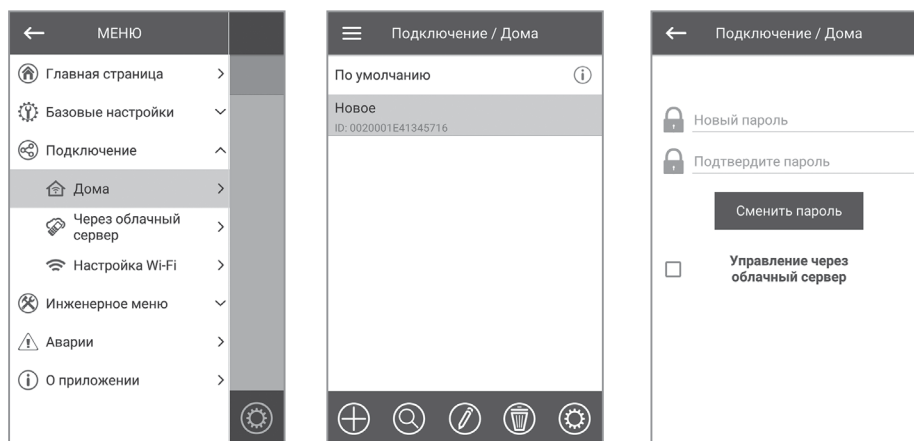 МЕНЮ
Главная страница
Базовые настройки
Подключение
Дома
Через облачный
сервер
Настройка Wi-Fi
Инженерное меню
Аварии
О приложении
Подключение / Дома
По умолчанию
Новое
ID: 0020001E41345716
Подключение / Дома
Новый пароль
Подтвердите пароль
Сменить пароль
Управление через
облачный сервер